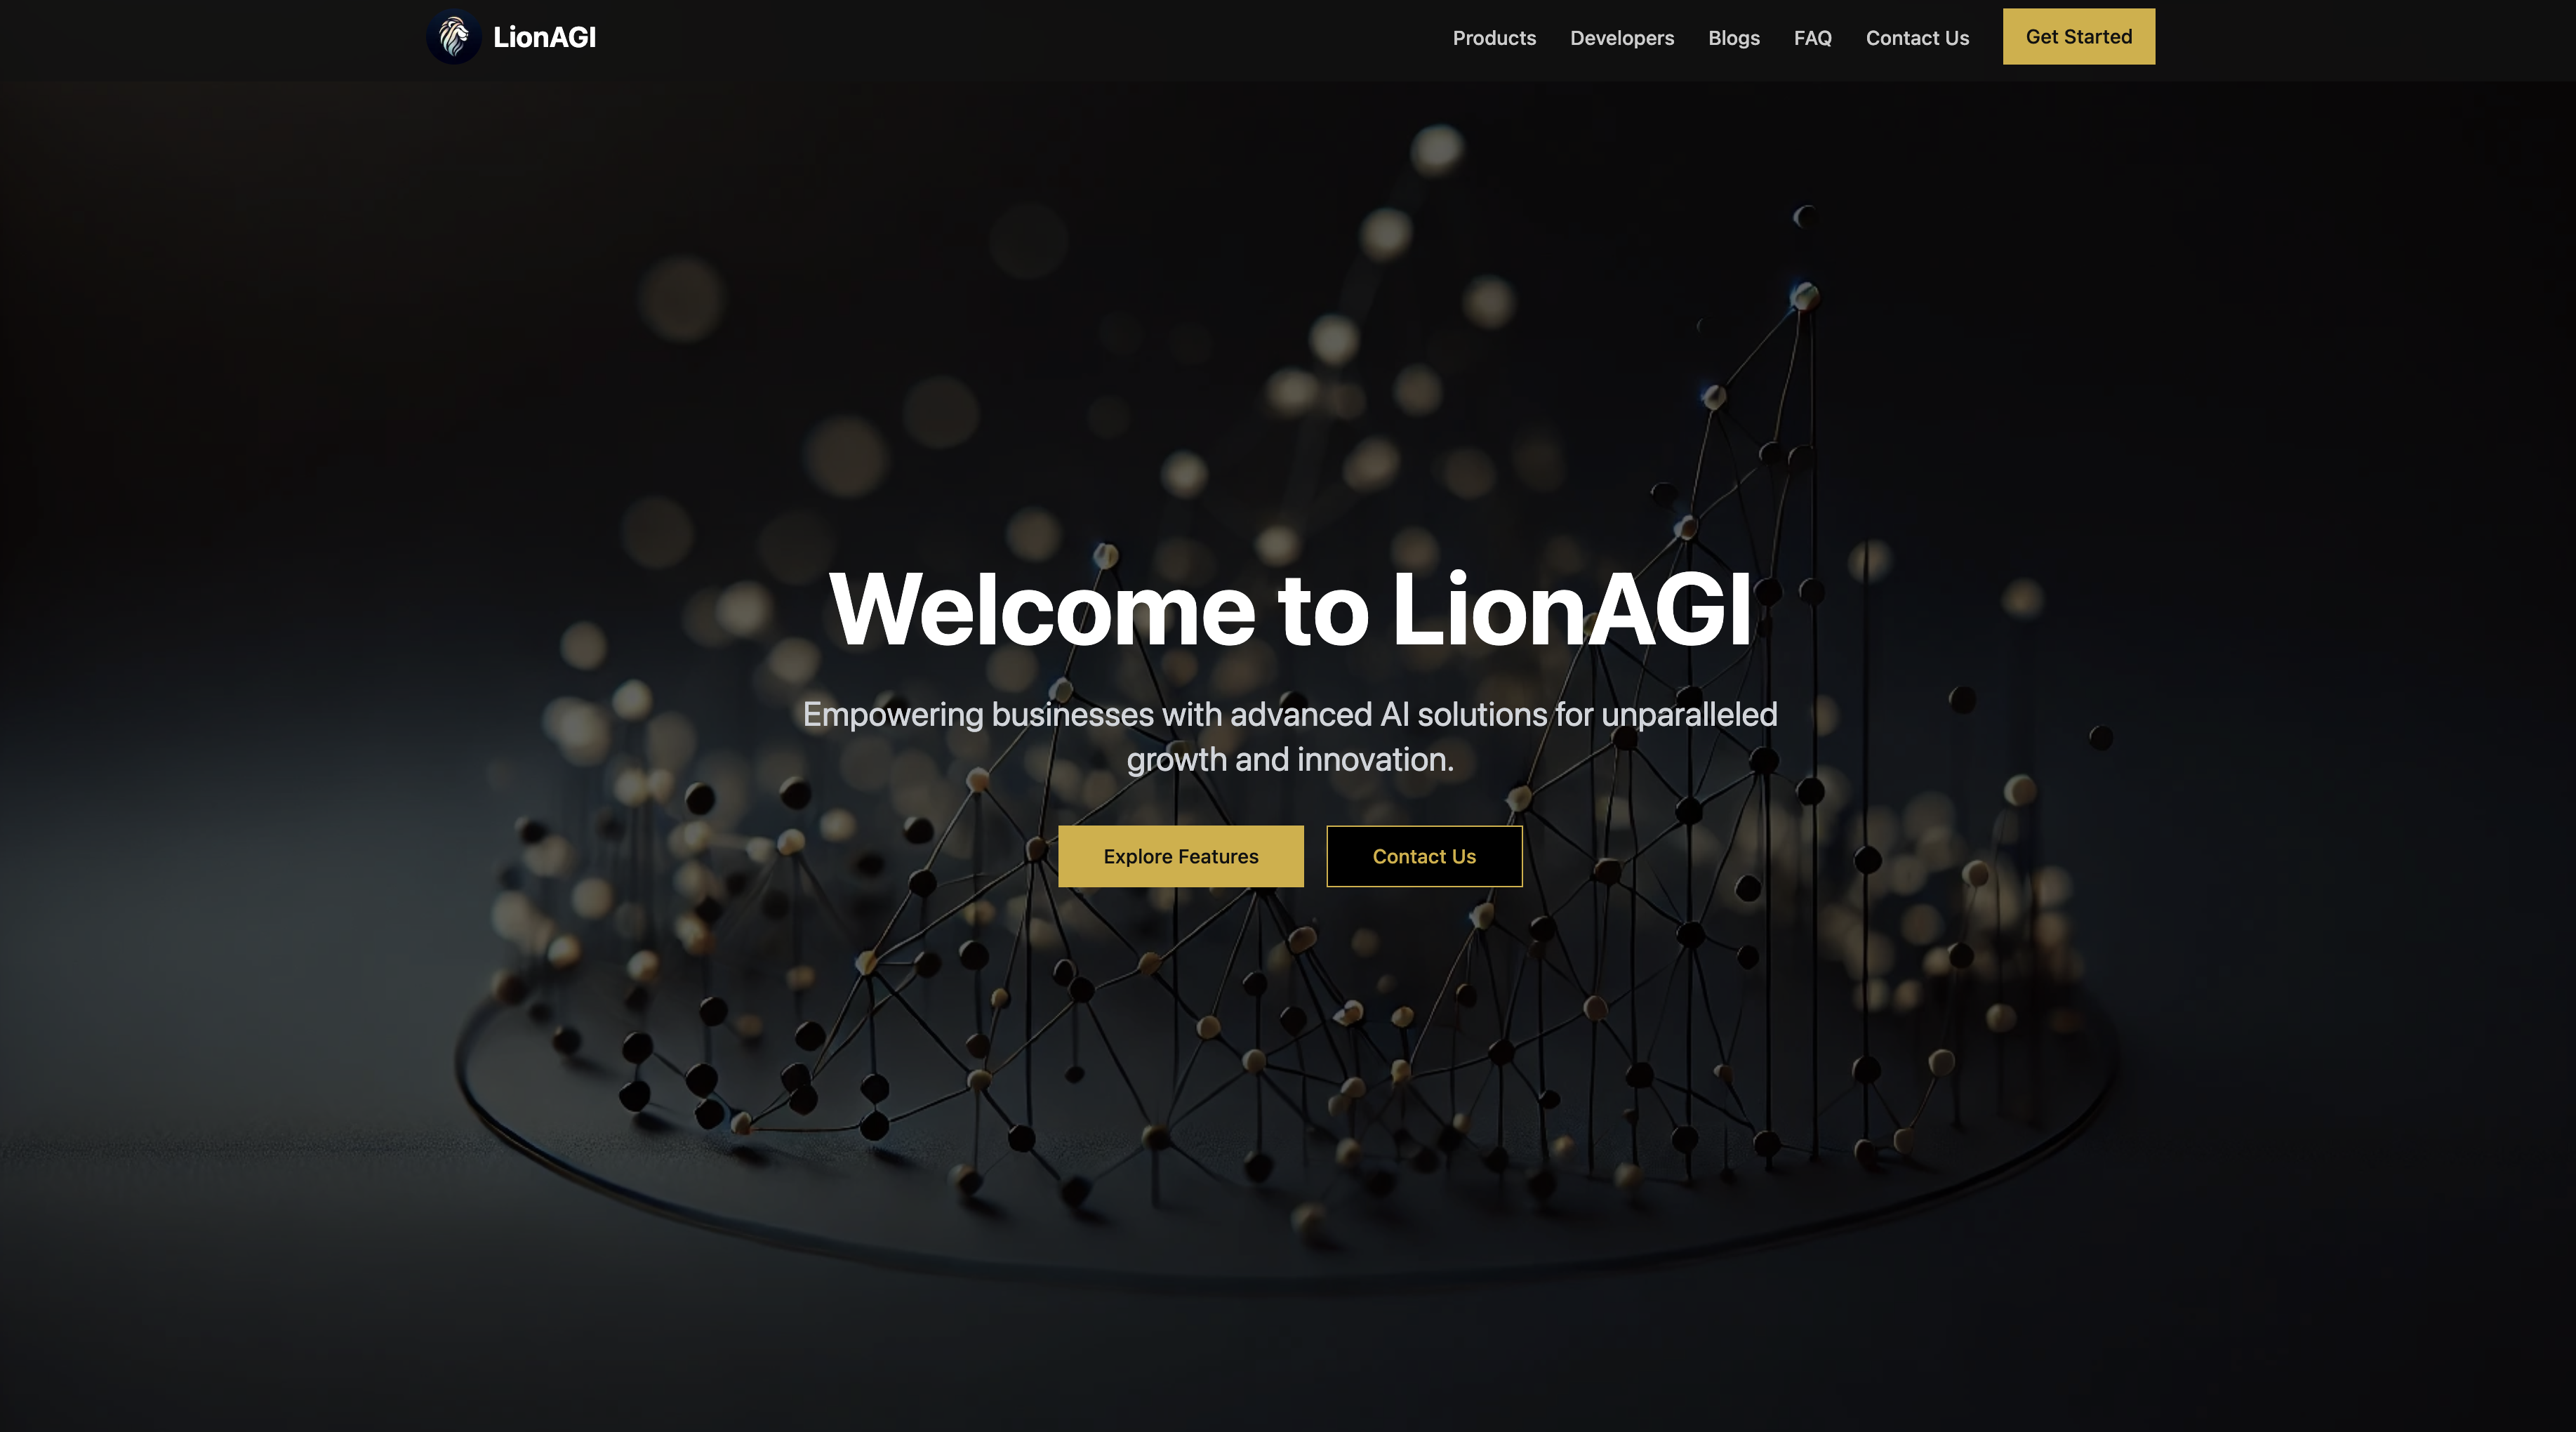 LionAGI
Products
Developers
Blogs
FAQ
Contact Us
Get Started
Welcome to LionAGI
Empowering businesses with advanced AI solutions for unparalleled
growth and innovation.
Explore Features
Contact Us